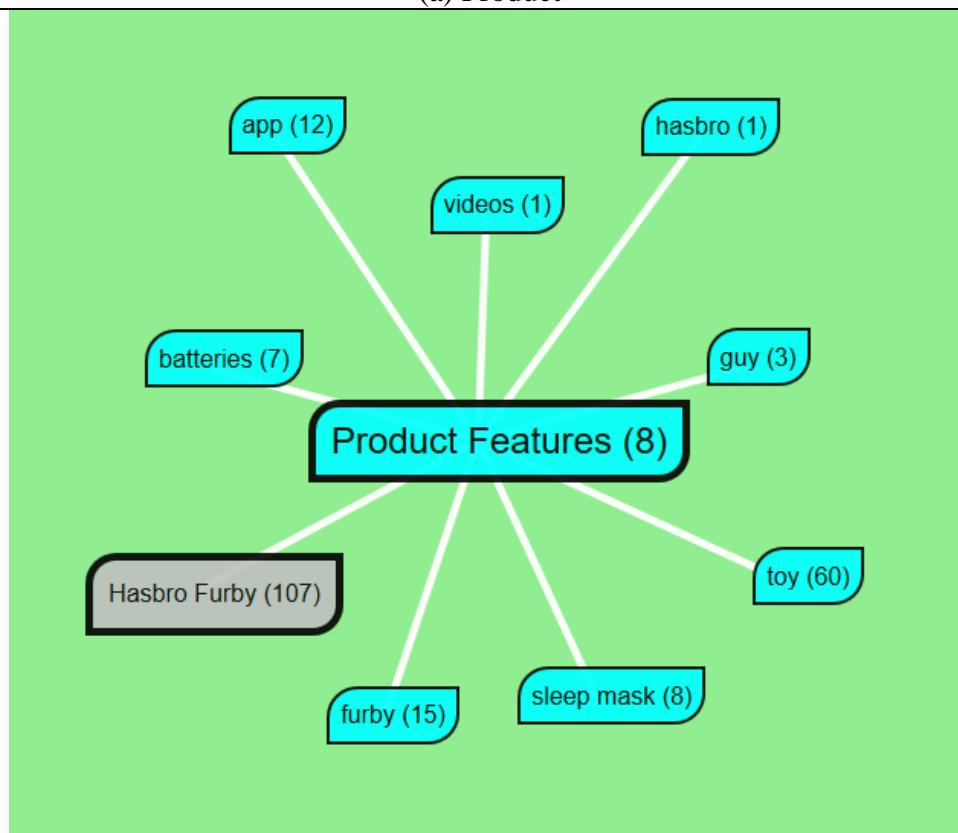 (a) Product
app (12)
hasbro (1)
videos (1)
batteries (7)
guy (3)
Product Features (8)
Hasbro Furby (107)
toy (60)
sleep mask (8)
furby (15)